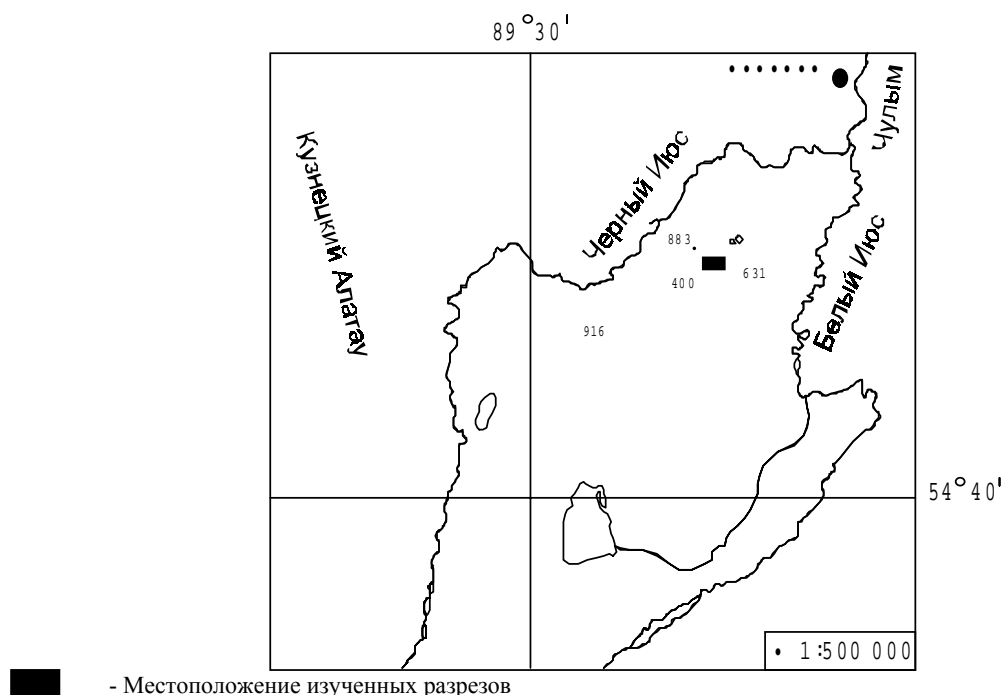 89°30'
Чулым
Кузнецкий Алатау
Черный Июс
Белый Июс
883
631
400
916
54°40'
1:500 000
- Местоположение изученных разрезов